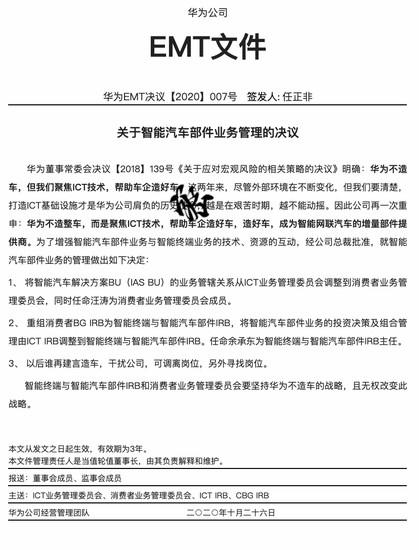 华为公司
EMT文件
华为EMT决议【2020】007号 签发人: 任正非
关于智能汽车部件业务管理的决议
华为董事常委会决议【2018】139号《关于应对宏观风险的相关策略的决议》明确：华为不造
车，但我们聚焦ICT技术，帮助车企造好车。这两年来，尽管外部环境在不断变化，但我们要清楚，
打造ICT基础设施才是华为公司肩负的历史 越是在艰苦时期，越不能动摇。因此公司再一次重
申：华为不造整车，而是聚焦ICT技术，帮助车企造好车，造好车，成为智能网联汽车的增量部件提
供商。为了增强智能汽车部件业务与智能终端业务的技术、资源的互动，经公司总裁批准，就智能
汽车部件业务的管理做出如下决定：
1、 将智能汽车解决方案BU（IAS BU）的业务管辖关系从ICT业务管理委员会调整到消费者业务管
理委员会，同时任命汪涛为消费者业务管理委员会成员。
2、 重组消费者BG IRB为智能终端与智能汽车部件IRB，将智能汽车部件业务的投资决策及组合管
理由ICT IRB调整到智能终端与智能汽车部件IRB。任命余承东为智能终端与智能汽车部件IRB主任。
3、 以后谁再建言造车，干扰公司，可调离岗位，另外寻找岗位。
智能终端与智能汽车部件IRB和消费者业务管理委员会要坚持华为不造车的战略，且无权改变此
战略。
本文从发文之日起生效，有效期为3年。
本文件管理责任人是当值轮值董事长，由其负责解释和维护。
报送：董事会成员、监事会成员
主送：ICT业务管理委员会、消费者业务管理委员会、ICT IRB、CBG IRB
华为公司经营管理团队 二〇二〇年十月二十六日